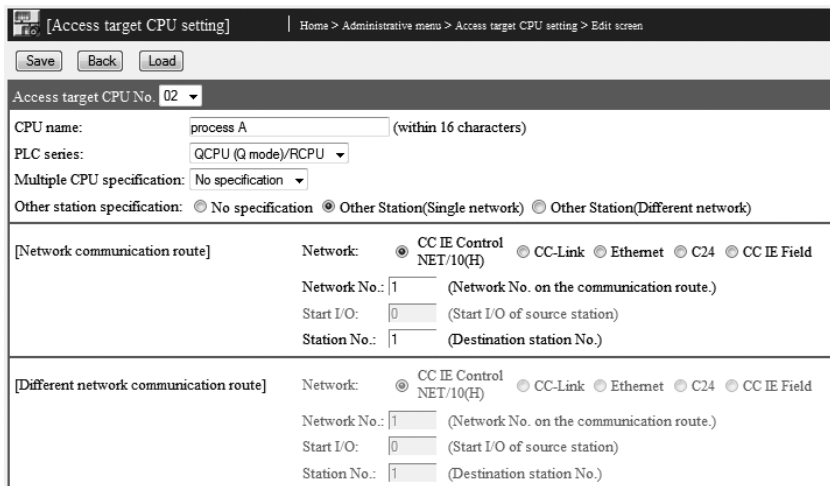 [Access target CPU setting] Home > Administrative menu > Access target CPU setting > Edit screen
Save Back Load
Access target CPU No. 02
CPU name: process A (within 16 characters)
PLC series: QCPU (Q mode)/RCPU
Multiple CPU specification: No specification
Other station specification: No specification Other Station(Single network) Other Station(Different network)
[Network communication route] Network: CC IE Control NET/10(H) CC-Link Ethernet C24 CC IE Field
Network No.: 1 (Network No. on the communication route.)
Start I/O: 0 (Start I/O of source station)
Station No.: 1 (Destination station No.)
[Different network communication route] Network: CC IE Control NET/10(H) CC-Link Ethernet C24 CC IE Field
Network No.: 1 (Network No. on the communication route.)
Start I/O: 0 (Start I/O of source station)
Station No.: 1 (Destination station No.)